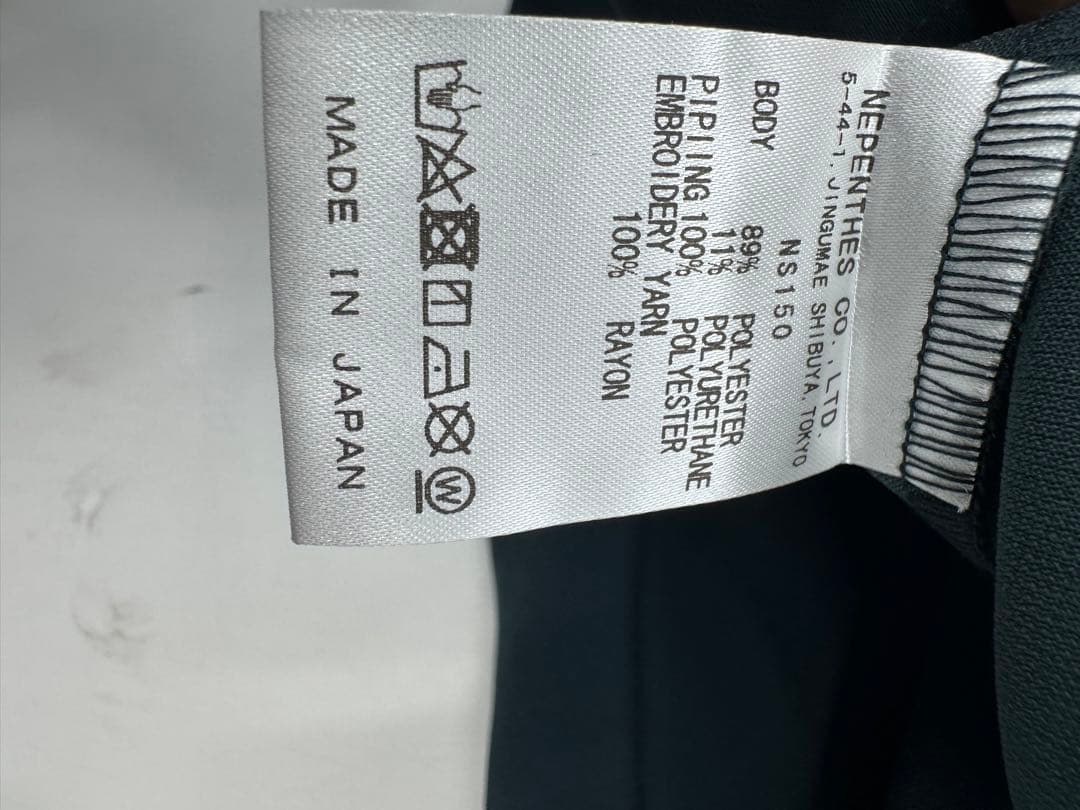 NEPENTHES CO.,LTD.
5-44-1, JINGUMAE SHIBUYA, TOKYO
NS150
BODY 89% POLYESTER
11% POLYURETHANE
PIPING 100% POLYESTER
EMBROIDERY YARN
100% RAYON
W
MADE IN JAPAN